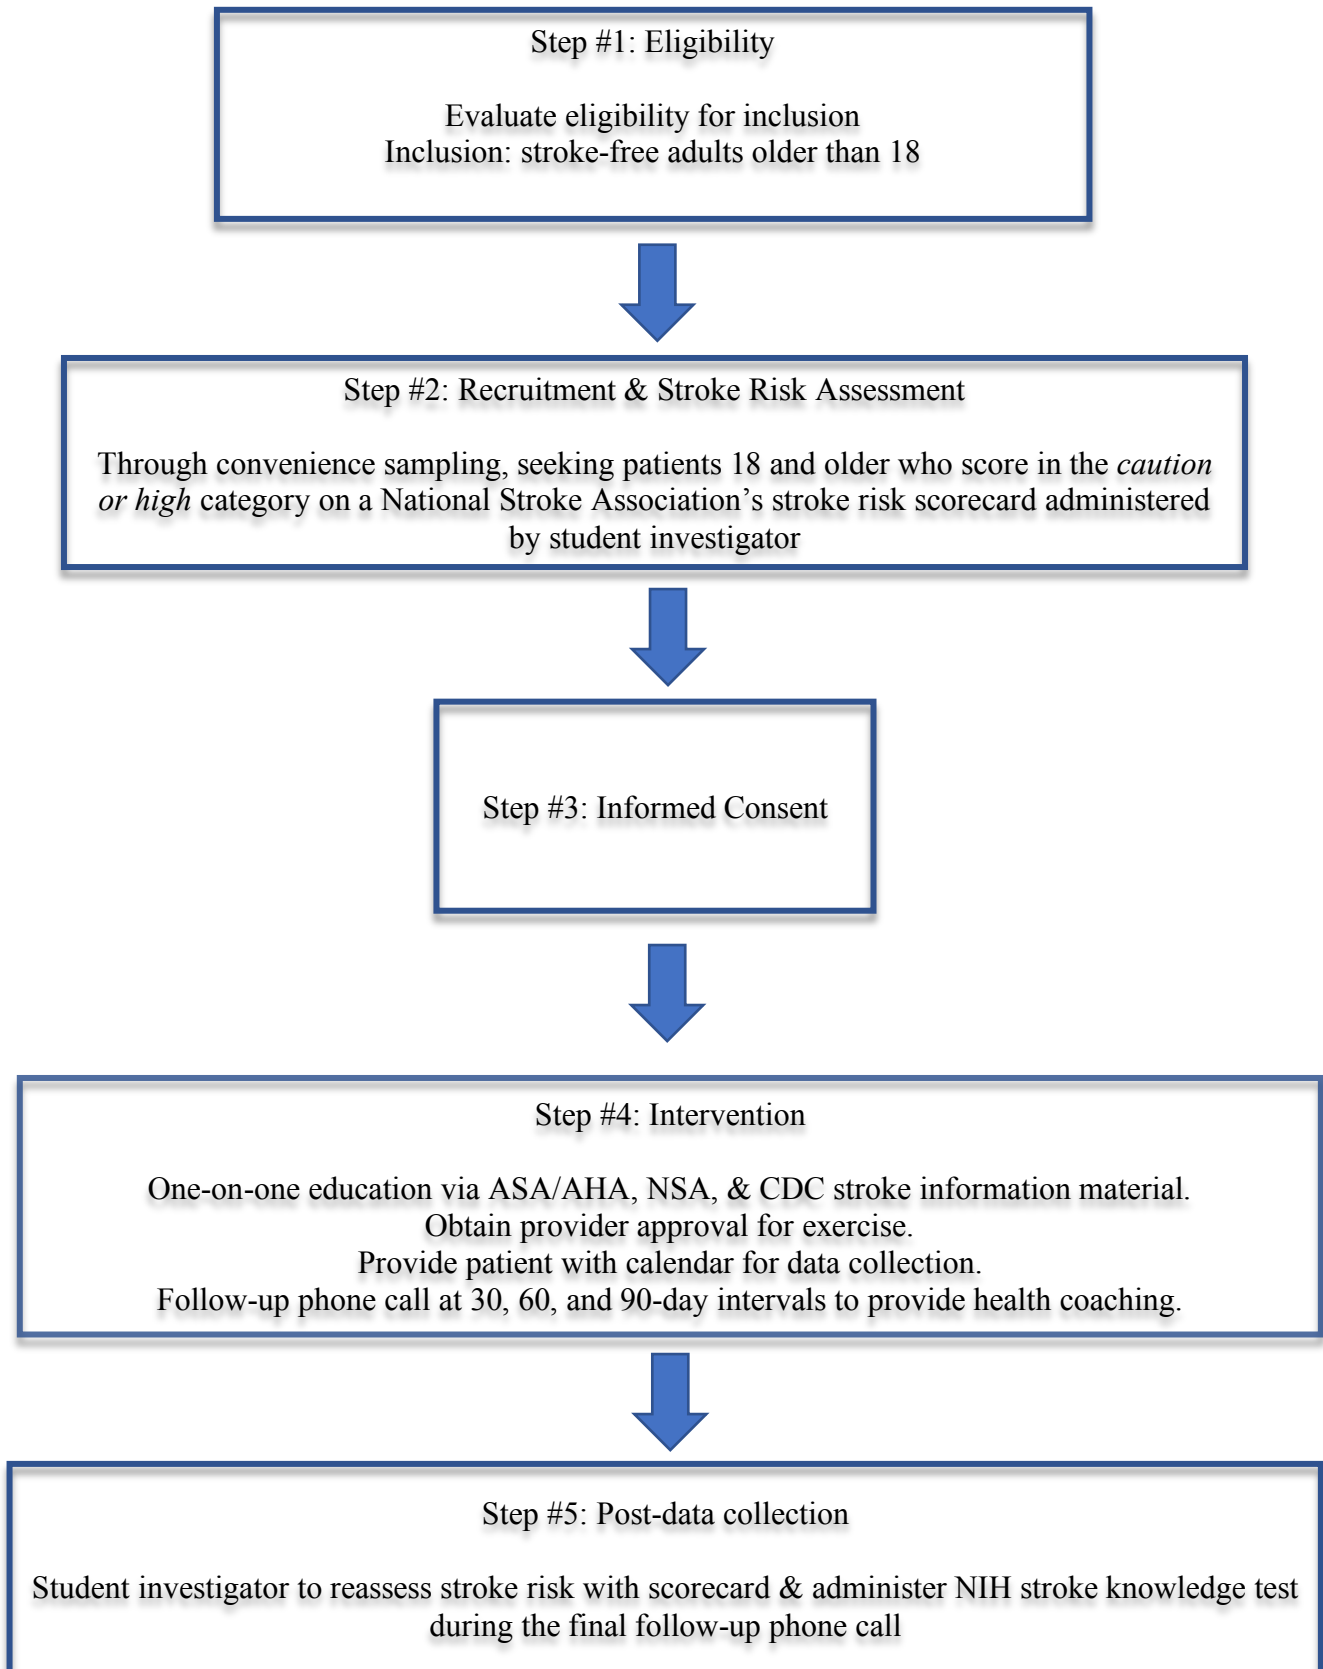 Step #1: Eligibility
Evaluate eligibility for inclusion
Inclusion: stroke-free adults older than 18
Step #2: Recruitment & Stroke Risk Assessment
Through convenience sampling, seeking patients 18 and older who score in the caution
or high category on a National Stroke Association’s stroke risk scorecard administered
by student investigator
Step #3: Informed Consent
Step #4: Intervention
One-on-one education via ASA/AHA, NSA, & CDC stroke information material.
Obtain provider approval for exercise.
Provide patient with calendar for data collection.
Follow-up phone call at 30, 60, and 90-day intervals to provide health coaching.
Step #5: Post-data collection
Student investigator to reassess stroke risk with scorecard & administer NIH stroke knowledge test
during the final follow-up phone call